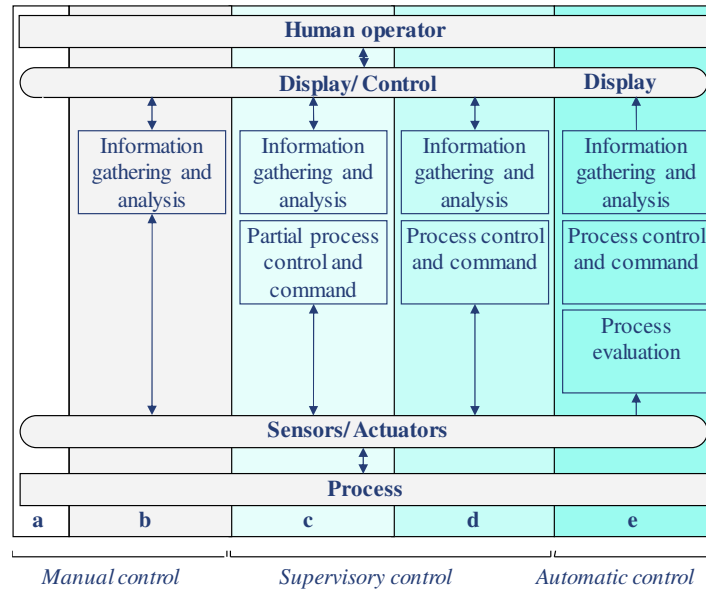 Human operator
Display/ Control
Display
Information
gathering and
analysis
Information
gathering and
analysis
Partial process
control and
command
Information
gathering and
analysis
Process control
and command
Information
gathering and
analysis
Process control
and command
Process
evaluation
Sensors/ Actuators
Process
a
b
c
d
e
Manual control
Supervisory control
Automatic control